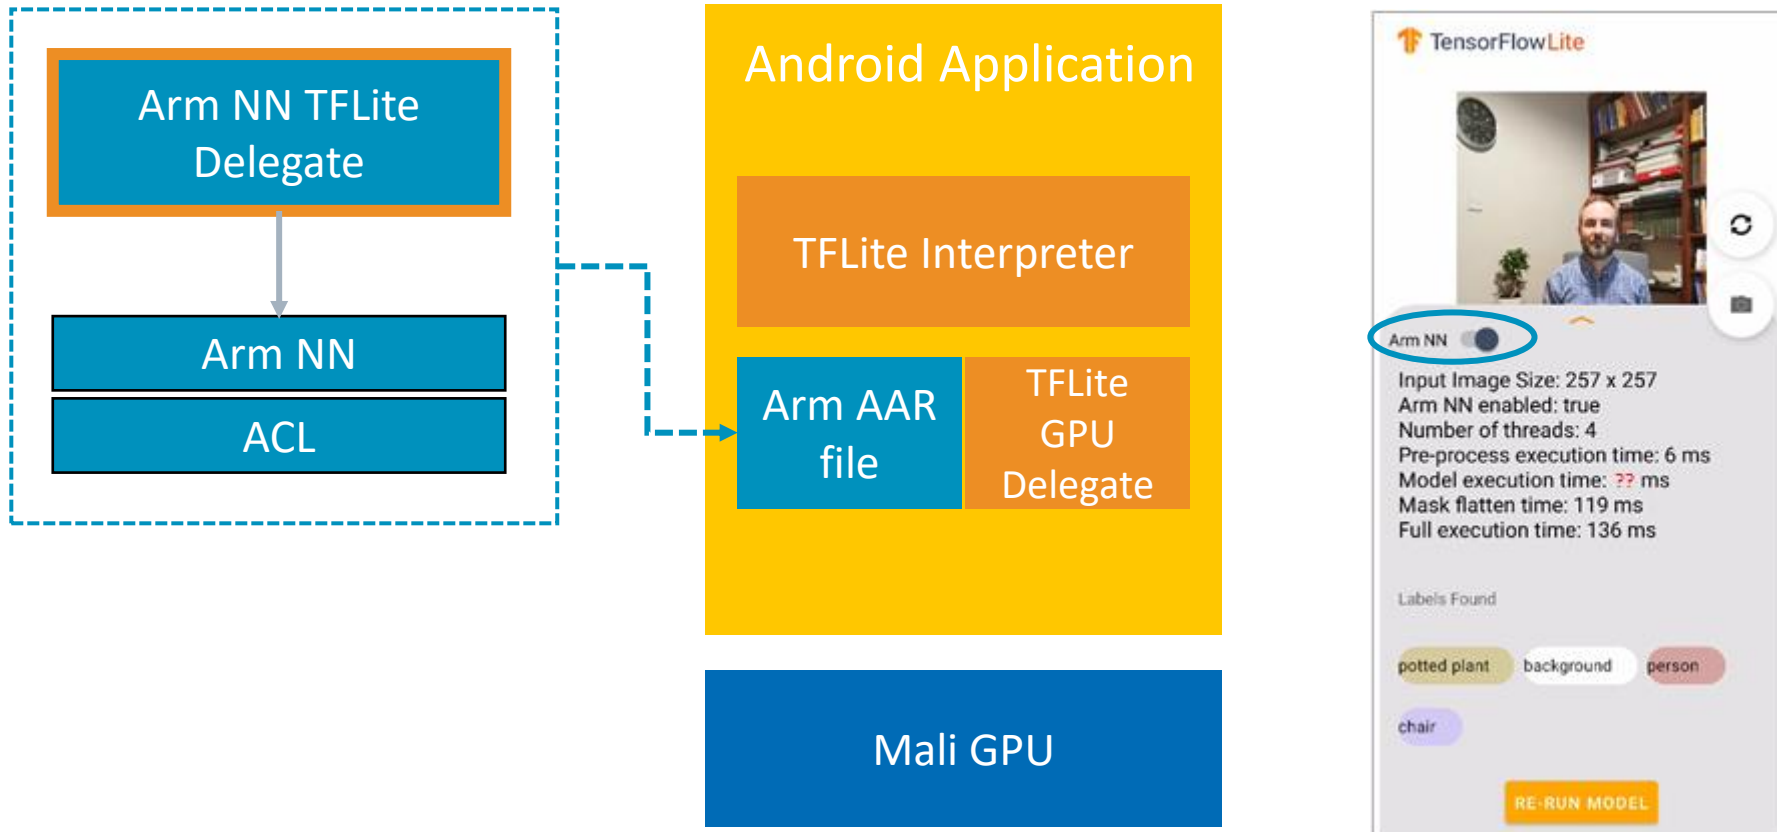 Arm NN TFLite
Delegate
Arm NN
ACL
Android Application
TFLite Interpreter
Arm AAR
file
TFLite
GPU
Delegate
Mali GPU
TensorFlowLite
Arm NN
Input Image Size: 257 x 257
Arm NN enabled: true
Number of threads: 4
Pre-process execution time: 6 ms
Model execution time: ?? ms
Mask flatten time: 119 ms
Full execution time: 136 ms
Labels Found
potted plant background person
chair
RE-RUN MODEL